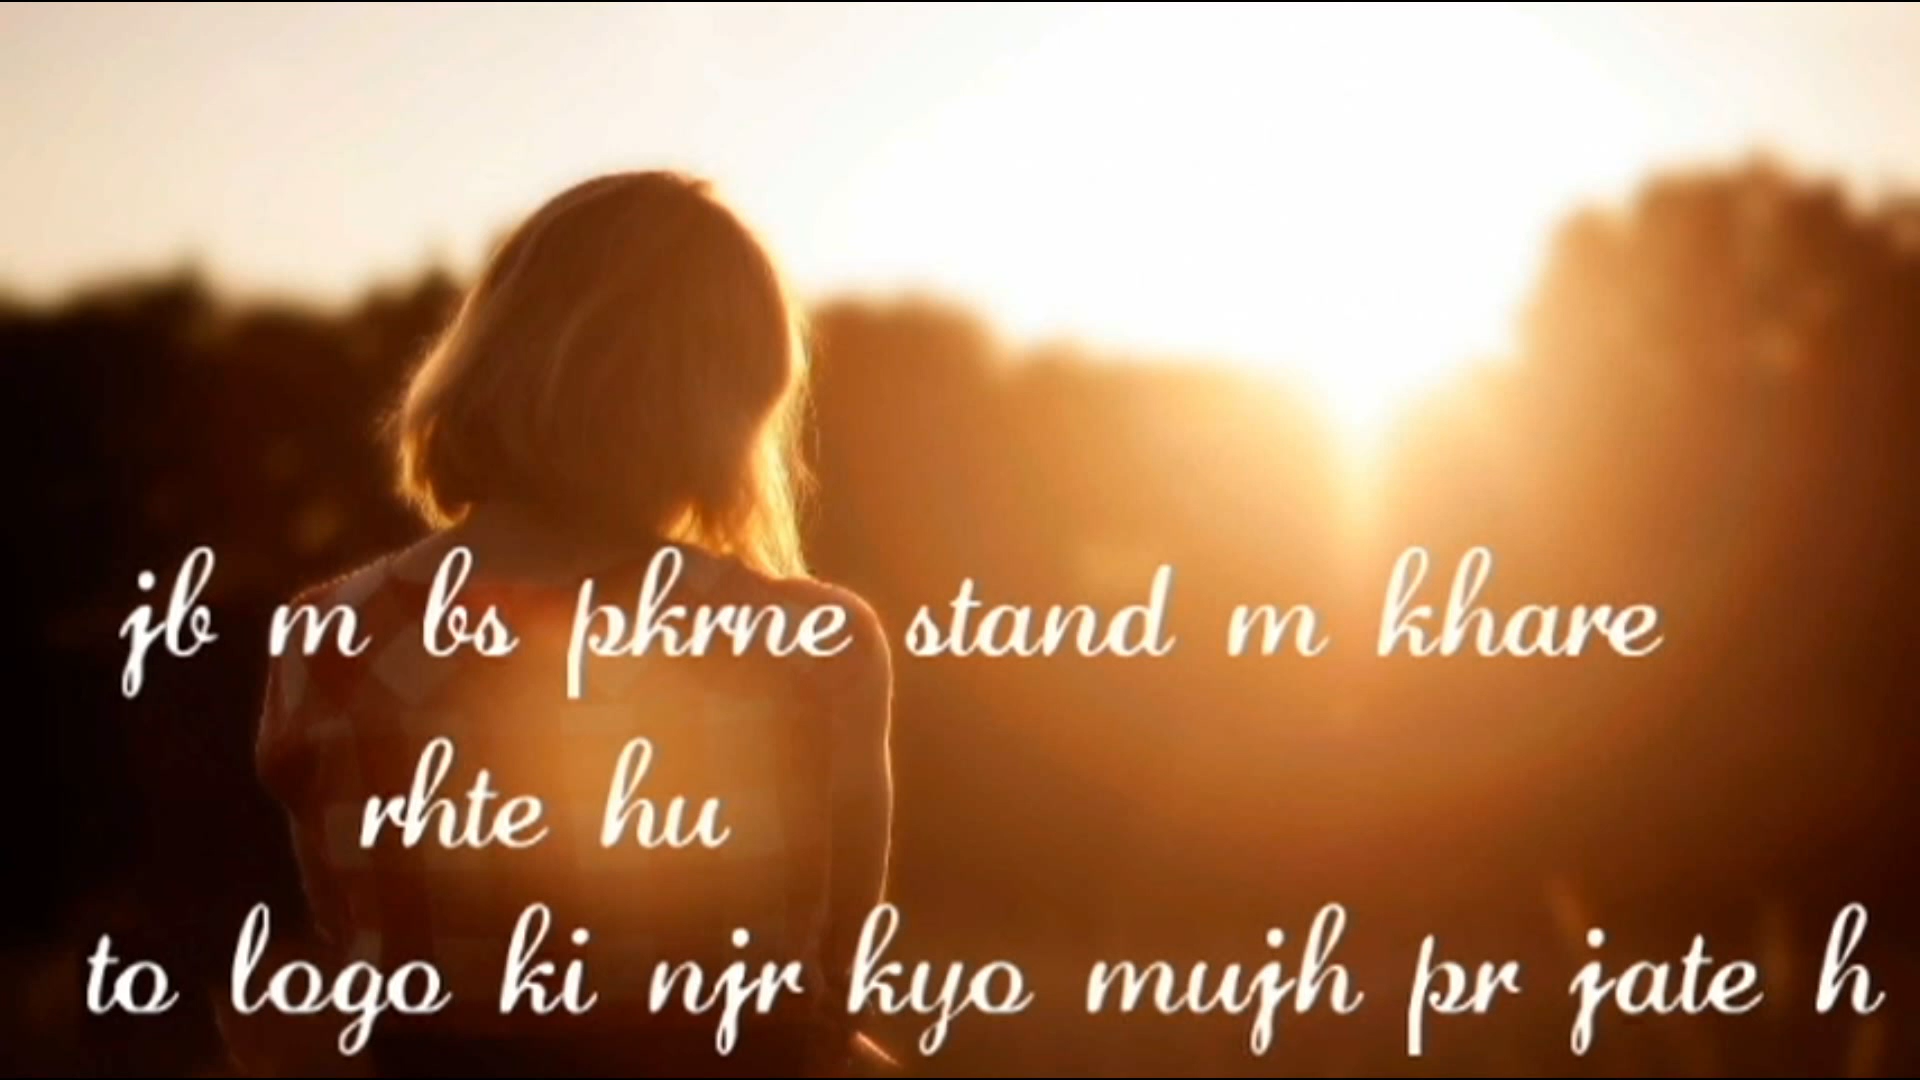 jb m bs pkrne stand m khare
rhte hu
to logo ki njr kyo mujh pr jate h